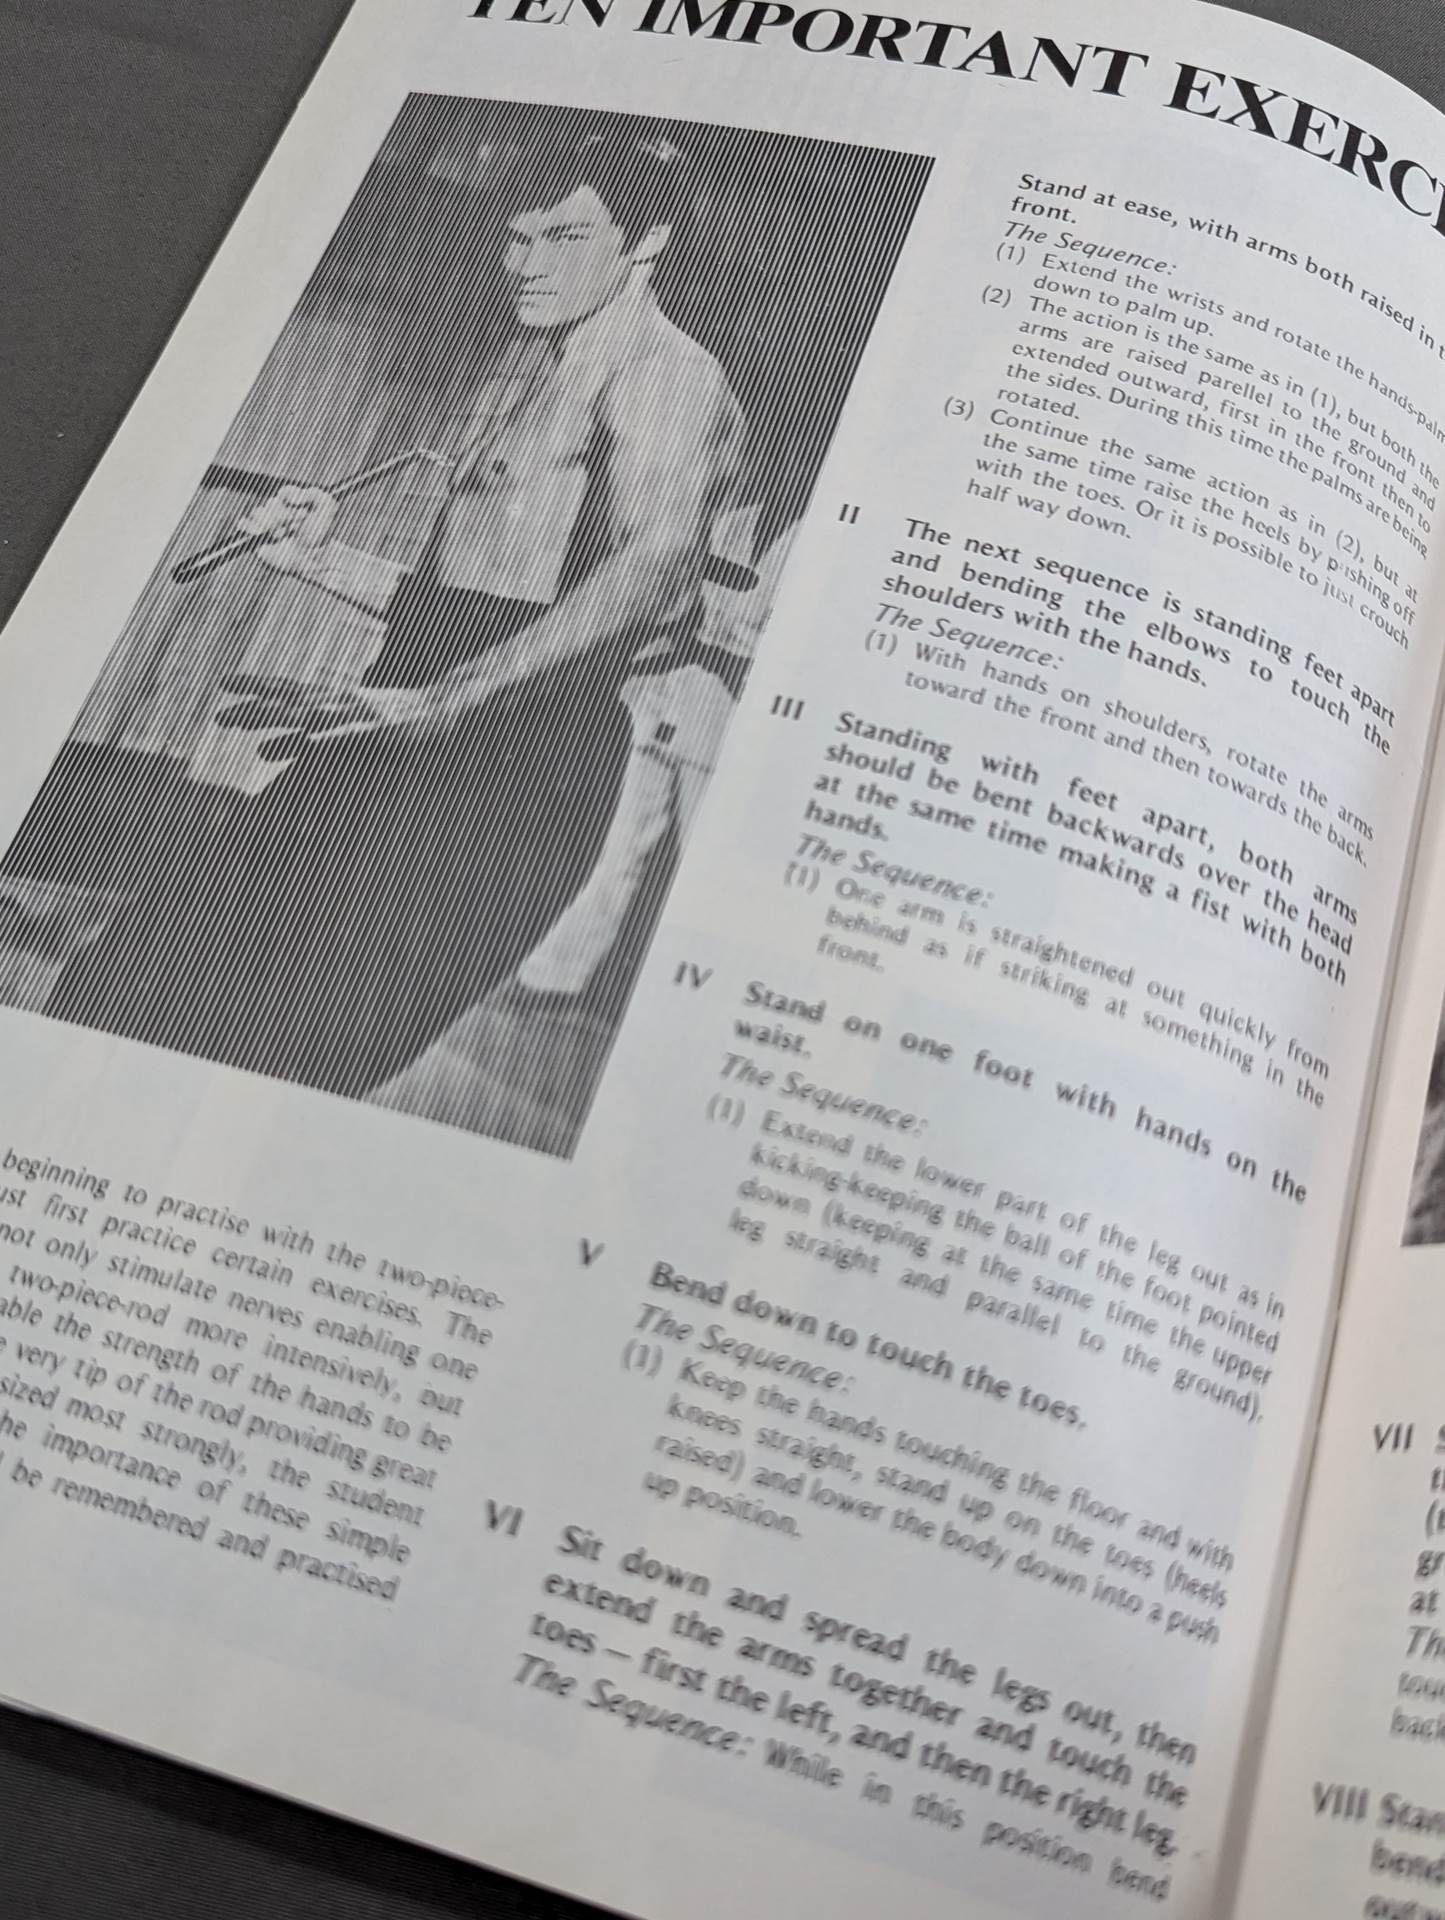 TEN IMPORTANT EXERCI
Stand at ease, with arms both raised in
front.
The Sequence:
(1) Extend the wrists and rotate the hands-palm
down to palm up.
(2) The action is the same as in (1), but both the
arms are raised parellel to the ground and
extended outward, first in the front then to
the sides. During this time the palms are being
rotated.
(3) Continue the same action as in (2), but at
the same time raise the heels by pushing off
with the toes. Or it is possible to just crouch
half way down.
II The next sequence is standing feet apart
and bending the elbows to touch the
shoulders with the hands.
The Sequence:
(1) With hands on shoulders, rotate the arms
toward the front and then towards the back.
III Standing with feet apart, both arms
should be bent backwards over the head
at the same time making a fist with both
hands.
The Sequence:
(1) One arm is straightened out quickly from
behind as if striking at something in the
front.
IV Stand on one foot with hands on the
waist.
The Sequence:
(1) Extend the lower part of the leg out as in
kicking-keeping the ball of the foot pointed
down (keeping at the same time the upper
leg straight and parallel to the ground).
V Bend down to touch the toes.
The Sequence:
(1) Keep the hands touching the floor and with
knees straight, stand up on the toes (heels
raised) and lower the body down into a push
up position.
VI Sit down and spread the legs out, then
extend the arms together and touch the
toes — first the left, and then the right leg.
The Sequence: While in this position bend
beginning to practise with the two-piece-
ust first practice certain exercises. The
not only stimulate nerves enabling one
two-piece-rod more intensively, but
able the strength of the hands to be
very tip of the rod providing great
sized most strongly, the student
he importance of these simple
be remembered and practised
VII
at
VIII Stan
bend